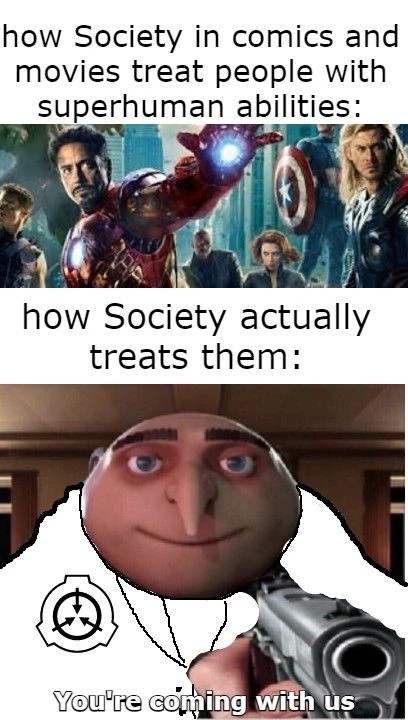 how Society in comics and
movies treat people with
superhuman abilities:
how Society actually
treats them:
You're coming with us